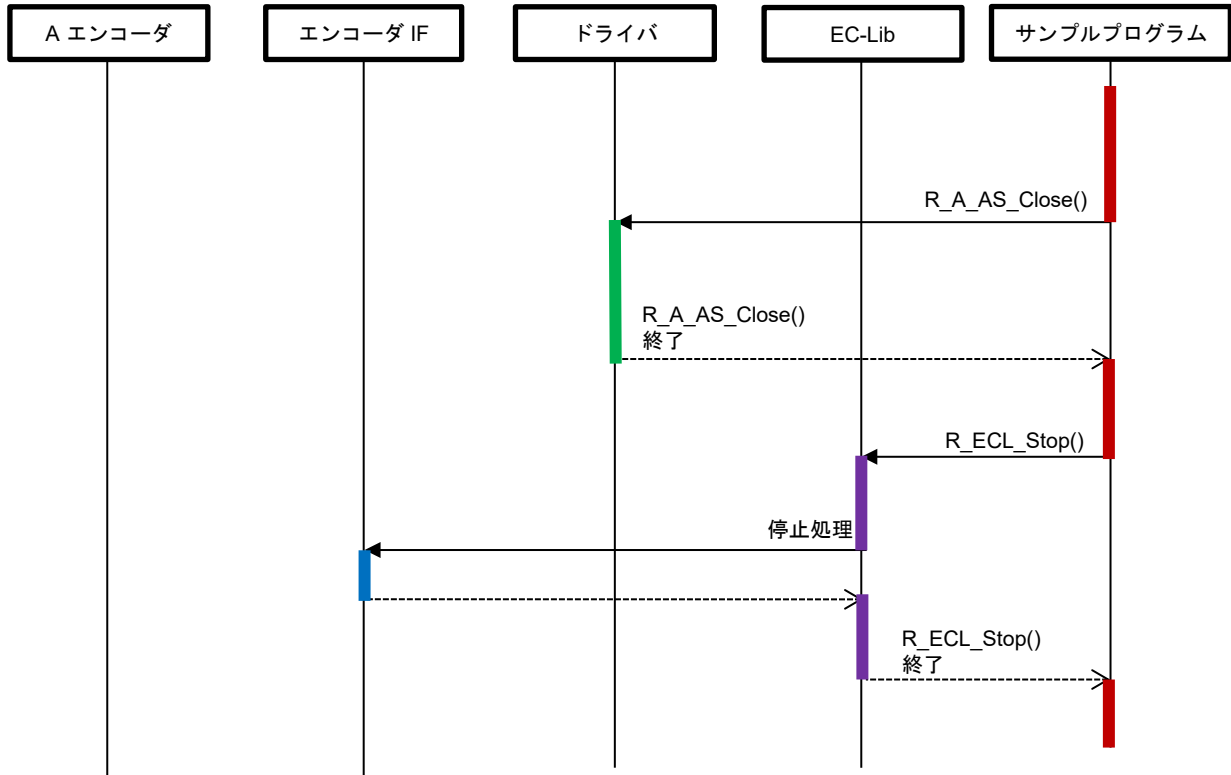 A エンコーダ
エンコーダ IF
ドライバ
EC-Lib
サンプルプログラム
R_A_AS_Close()
R_A_AS_Close()
終了
R_ECL_Stop()
停止処理
R_ECL_Stop()
終了